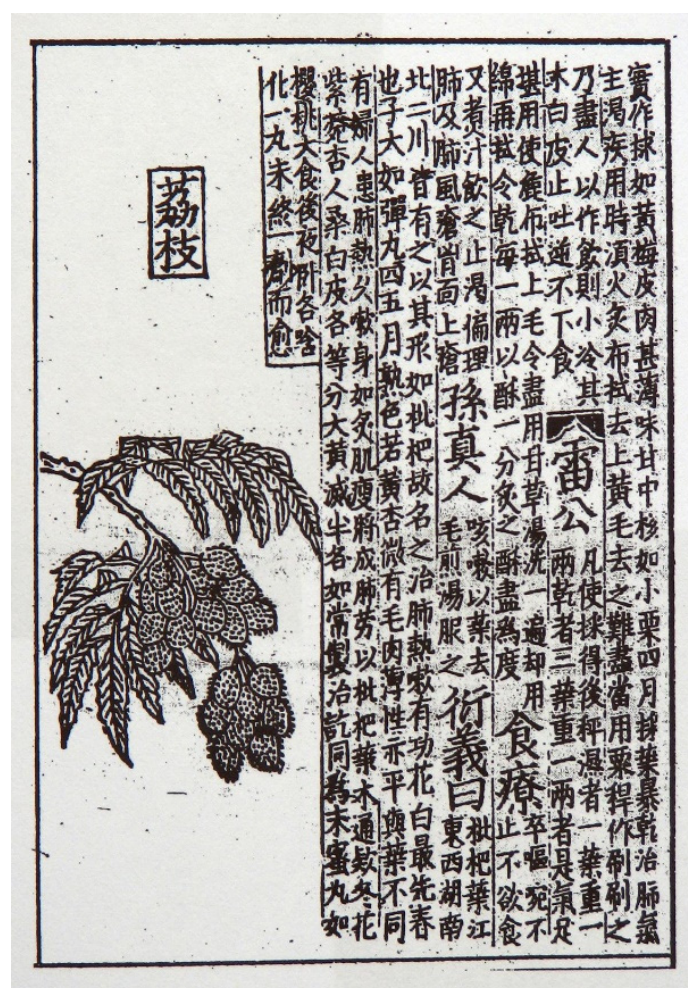 實作捄如黃梅皮肉甚薄味甘中核如小栗四月採葉暴乾治肺氣
主渴疾用時湏火炙布拭去上黃毛去之難盡當用粟稈作刷刷之
乃盡人以作飲則小冷其
木白皮止吐逆不下食
雷公
凡使採得後秤濕者一葉重一
兩乾者三葉重一兩者是氣足
堪用使麄布拭上毛令盡用甘草湯洗一遍却用
綿再拭令乾每一兩以酥一分炙之酥盡為度
食療
卒嘔啘不
止不欲食
又煮汁飲之止渴偏理
肺及肺風瘡胷面上瘡
孫真人
咳嗽以葉去
毛煎湯服之
衍義曰
枇杷葉江
東西湖南
北二川皆有之以其形如枇杷故名之治肺熱嗽有功花白最先春
也子大如彈丸四五月熟色若黃杏微有毛肉薄性亦平與葉不同
有婦人患肺熱久嗽身如炙肌瘦將成肺勞以枇杷葉木通款冬花
紫菀杏人桑白皮各等分大黃減半各如常製治訖同為末蜜丸如
櫻桃大食後夜臥各唅
化一丸未終一劑而愈
荔枝